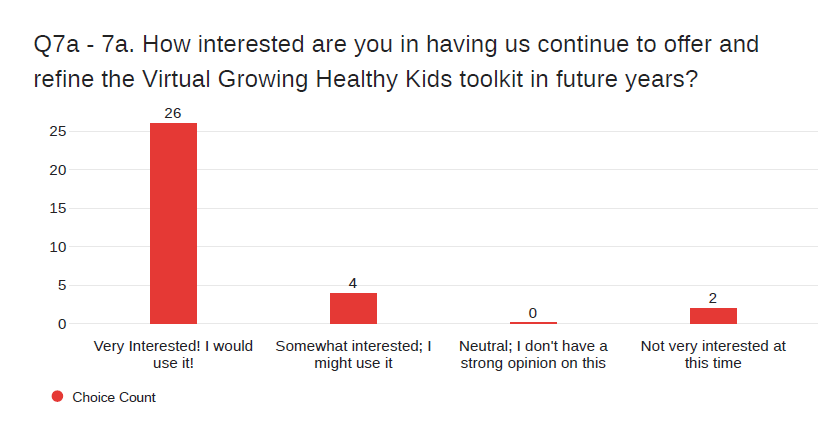 Q7a - 7a. How interested are you in having us continue to offer and
refine the Virtual Growing Healthy Kids toolkit in future years?
26
25
20
15
10
5
4
2
0
0
Very Interested! I would
use it!
Somewhat interested; I
might use it
Neutral; I don't have a
strong opinion on this
Not very interested at
this time
Choice Count